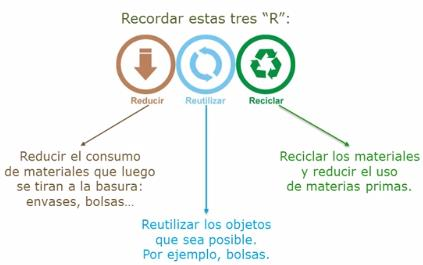 Recordar estas tres “R”:
Reducir
Reutilizar
Reciclar
Reducir el consumo
de materiales que luego
se tiran a la basura:
envases, bolsas…
Reutilizar los objetos
que sea posible.
Por ejemplo, bolsas.
Reciclar los materiales
y reducir el uso
de materias primas.